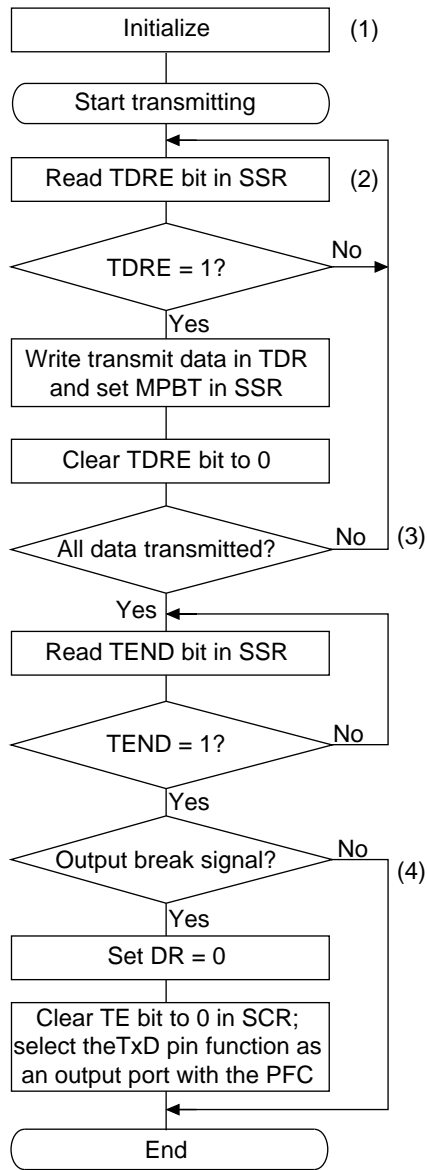 Initialize
(1)
Start transmitting
Read TDRE bit in SSR
(2)
TDRE = 1?
No
Yes
Write transmit data in TDR
and set MPBT in SSR
Clear TDRE bit to 0
All data transmitted?
No
(3)
Yes
Read TEND bit in SSR
TEND = 1?
No
Yes
Output break signal?
No
(4)
Yes
Set DR = 0
Clear TE bit to 0 in SCR;
select theTxD pin function as
an output port with the PFC
End